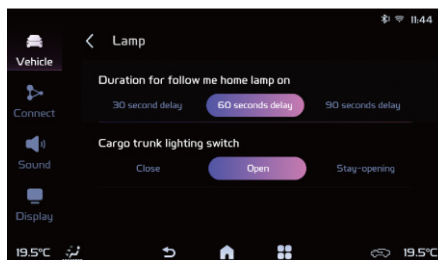 11:44
Vehicle
Lamp
Connect
Duration for follow me home lamp on
30 second delay
60 seconds delay
90 seconds delay
Sound
Cargo trunk lighting switch
Close
Open
Stay-opening
Display
19.5°C
19.5°C